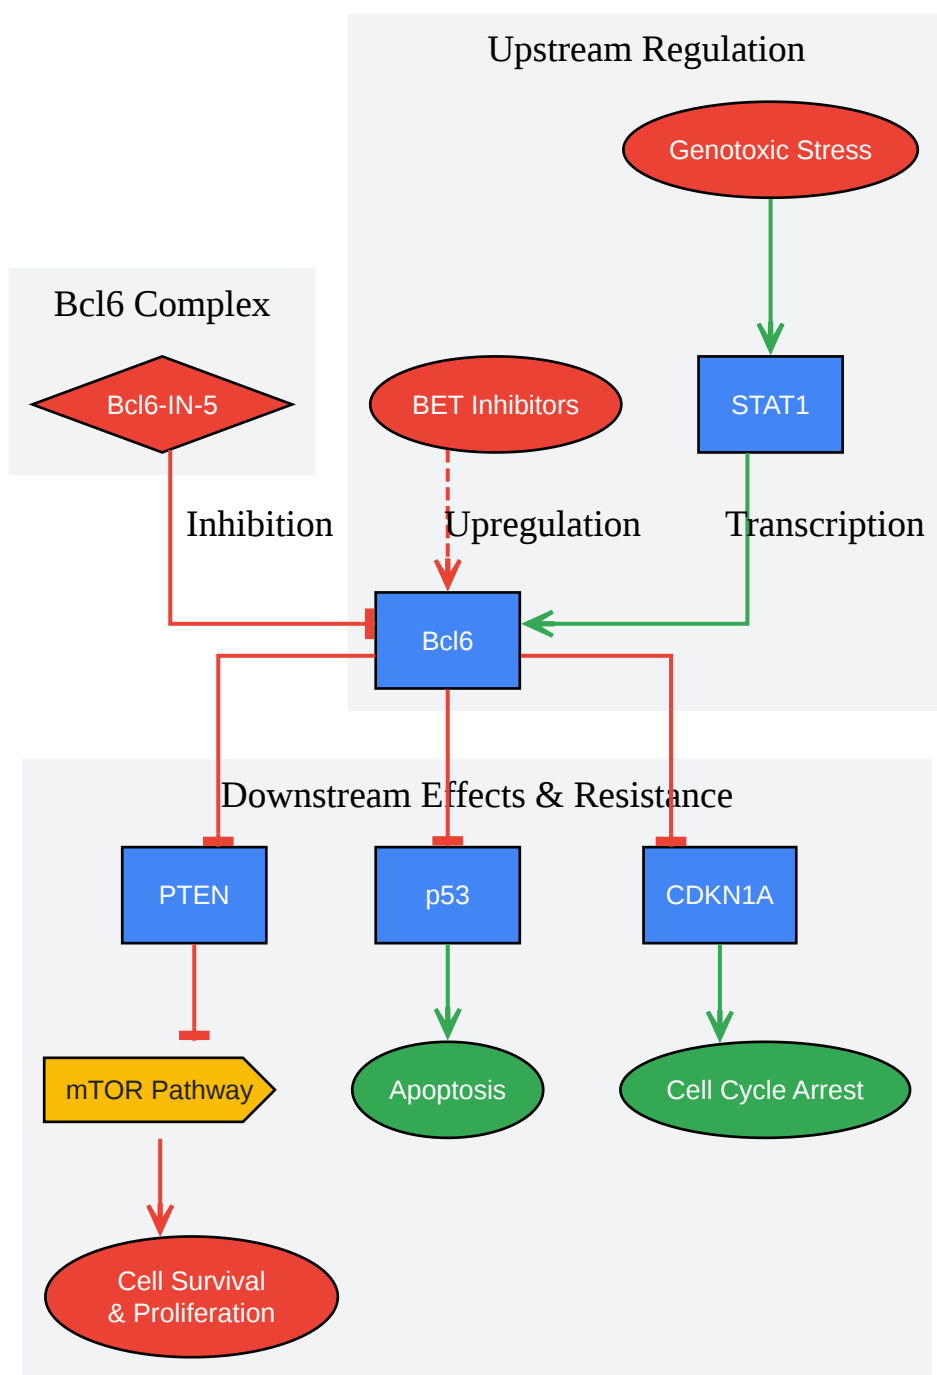 Upstream Regulation
Genotoxic Stress
Bcl6 Complex
Bcl6-IN-5
BET Inhibitors
STAT1
Inhibition
Upregulation
Transcription
Bcl6
Downstream Effects & Resistance
PTEN
p53
CDKN1A
mTOR Pathway
Apoptosis
Cell Cycle Arrest
Cell Survival
& Proliferation